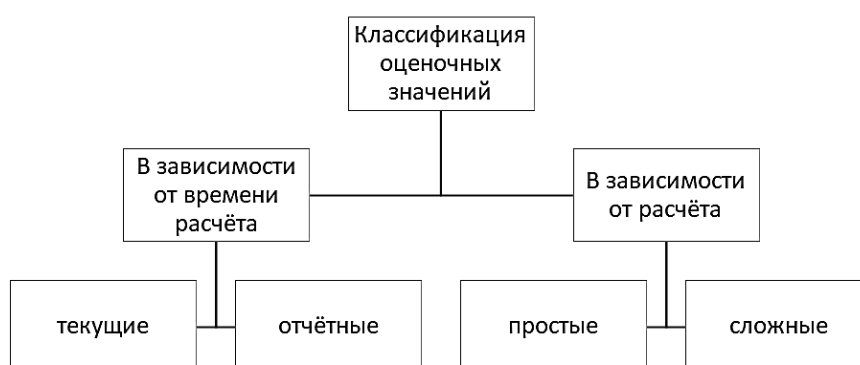 Классификация
оценочных
значений
В зависимости
от времени
расчёта
В зависимости
от расчёта
текущие
отчётные
простые
сложные